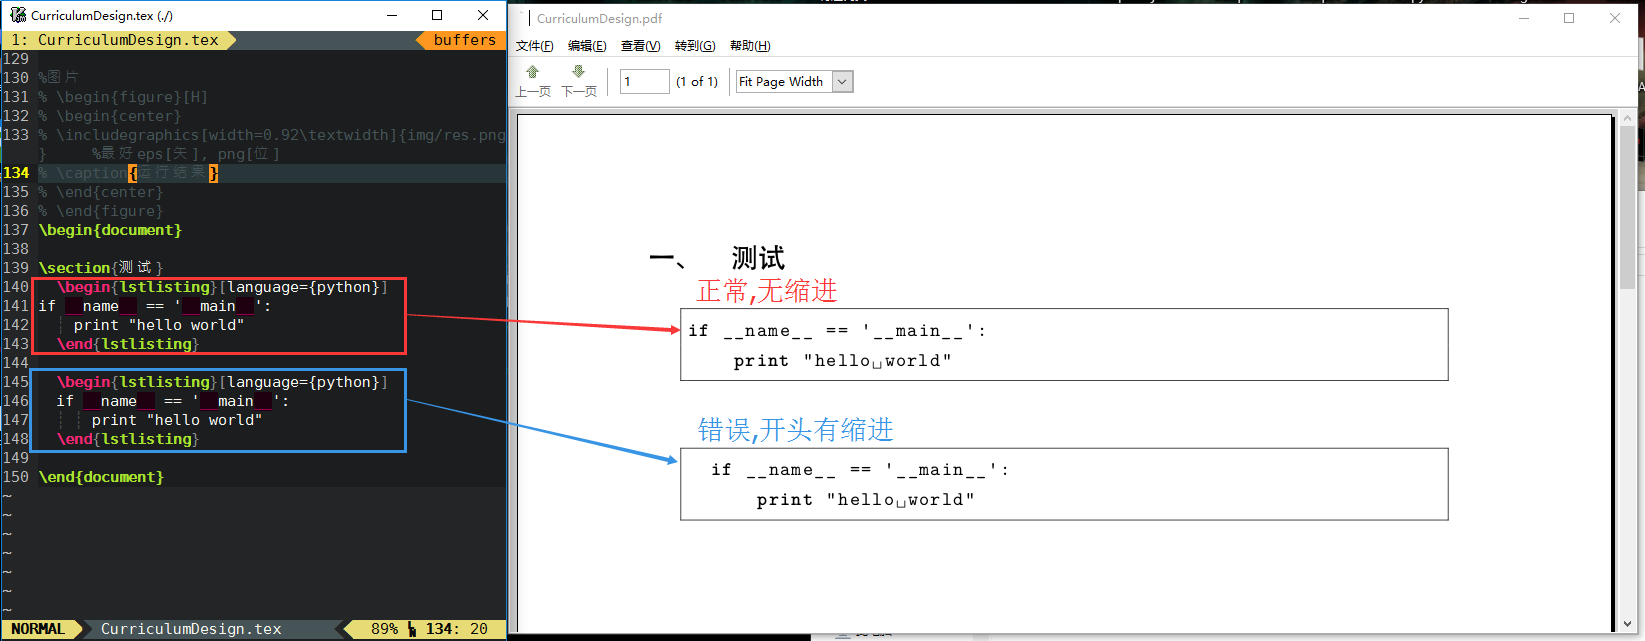 CurriculumDesign.tex (./)
1: CurriculumDesign.tex
buffers
129
130 %图片
131 % \begin{figure}[H]
132 % \begin{center}
133 % \includegraphics[width=0.92\textwidth]{img/res.png
}     %最好eps[矢], png[位]
134 % \caption{运行结果}
135 % \end{center}
136 % \end{figure}
137 \begin{document}
138
139 \section{测试}
140   \begin{lstlisting}[language={python}]
141 if __name__ == '__main__':
142     print "hello world"
143   \end{lstlisting}
144
145   \begin{lstlisting}[language={python}]
146   if __name__ == '__main__':
147       print "hello world"
148   \end{lstlisting}
149
150 \end{document}
~
~
~
~
~
~
~
NORMAL CurriculumDesign.tex 89% 134: 20
CurriculumDesign.pdf
文件(F) 编辑(E) 查看(V) 转到(G) 帮助(H)
上一页 下一页 1 (1 of 1) Fit Page Width
一、 测试
正常,无缩进
if __name__ == '__main__':
print "hello␣world"
错误,开头有缩进
if __name__ == '__main__':
print "hello␣world"